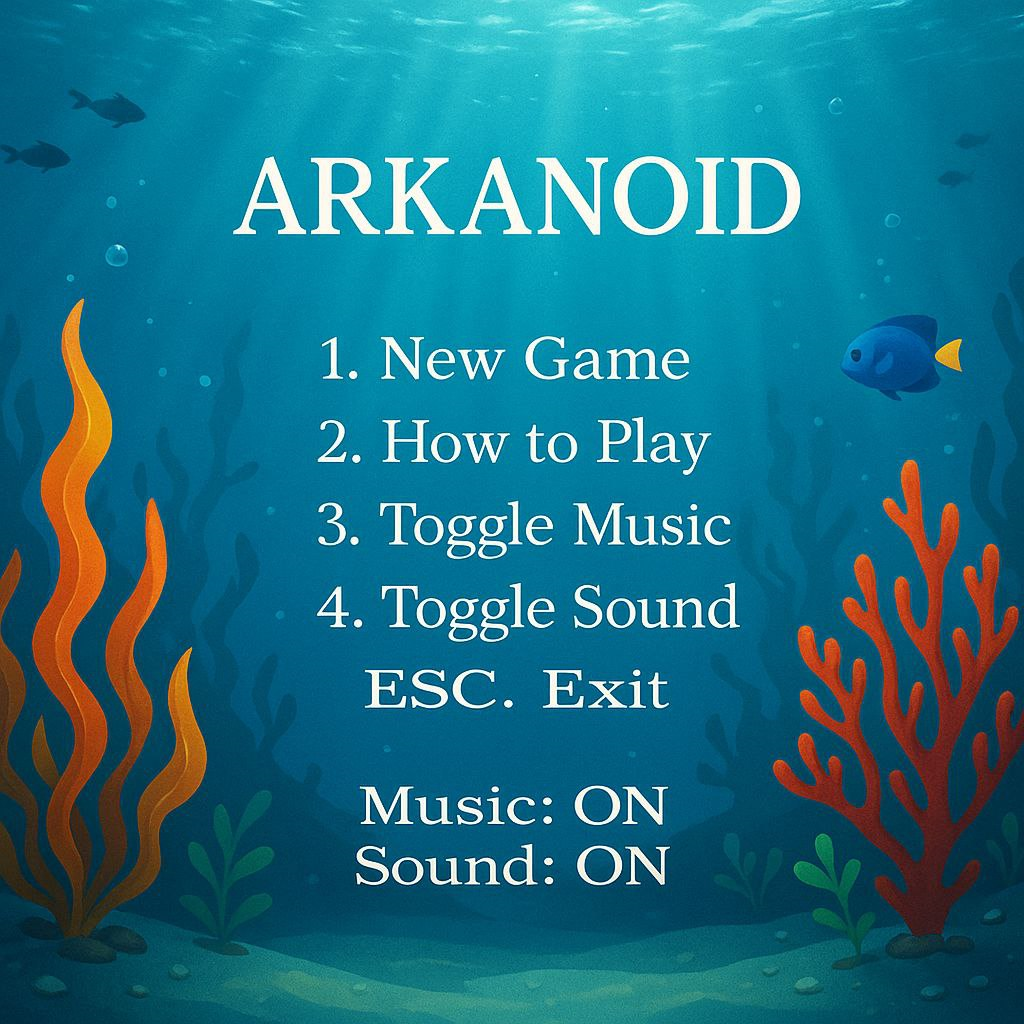 ARKANOID
1. New Game
2. How to Play
3. Toggle Music
4. Toggle Sound
ESC. Exit
Music: ON
Sound: ON